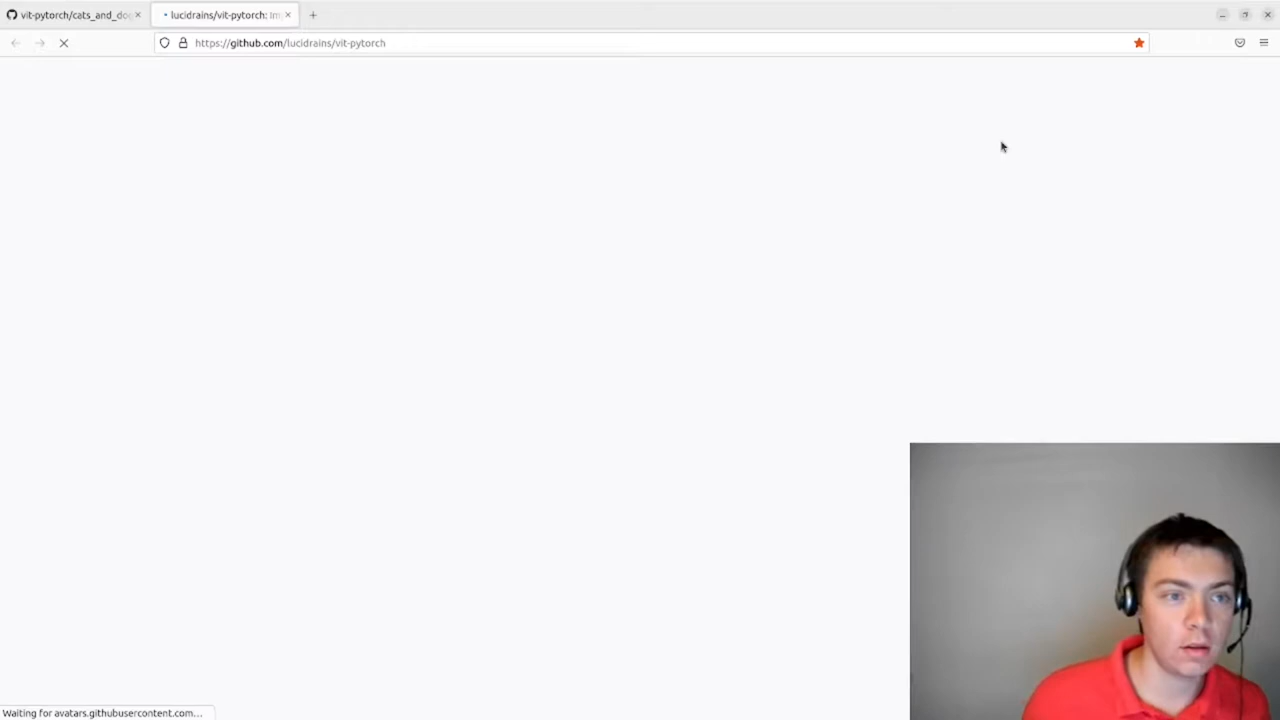 vit-pytorch/cats_and_do
lucidrains/vit-pytorch: Im
https://github.com/lucidrains/vit-pytorch
Waiting for avatars.githubusercontent.com...